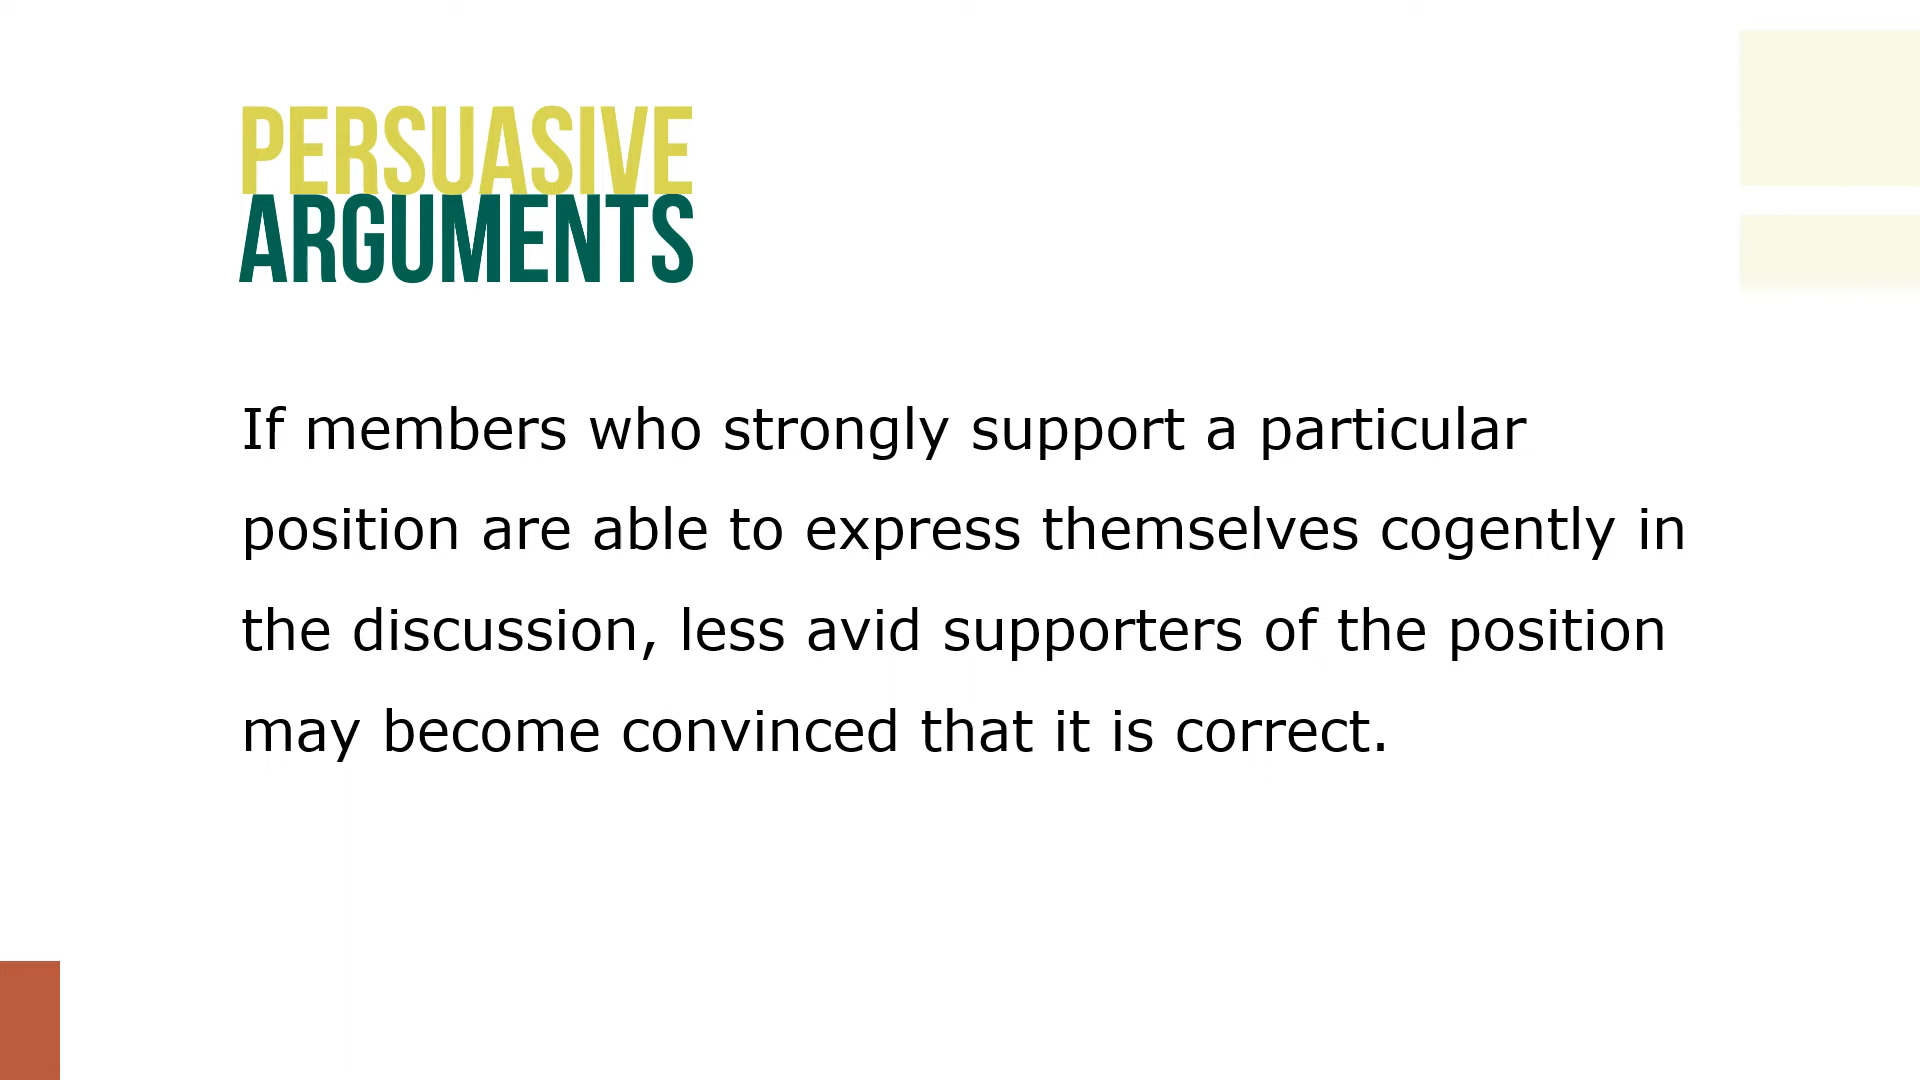 PERSUASIVE
ARGUMENTS
If members who strongly support a particular
position are able to express themselves cogently in
the discussion, less avid supporters of the position
may become convinced that it is correct.